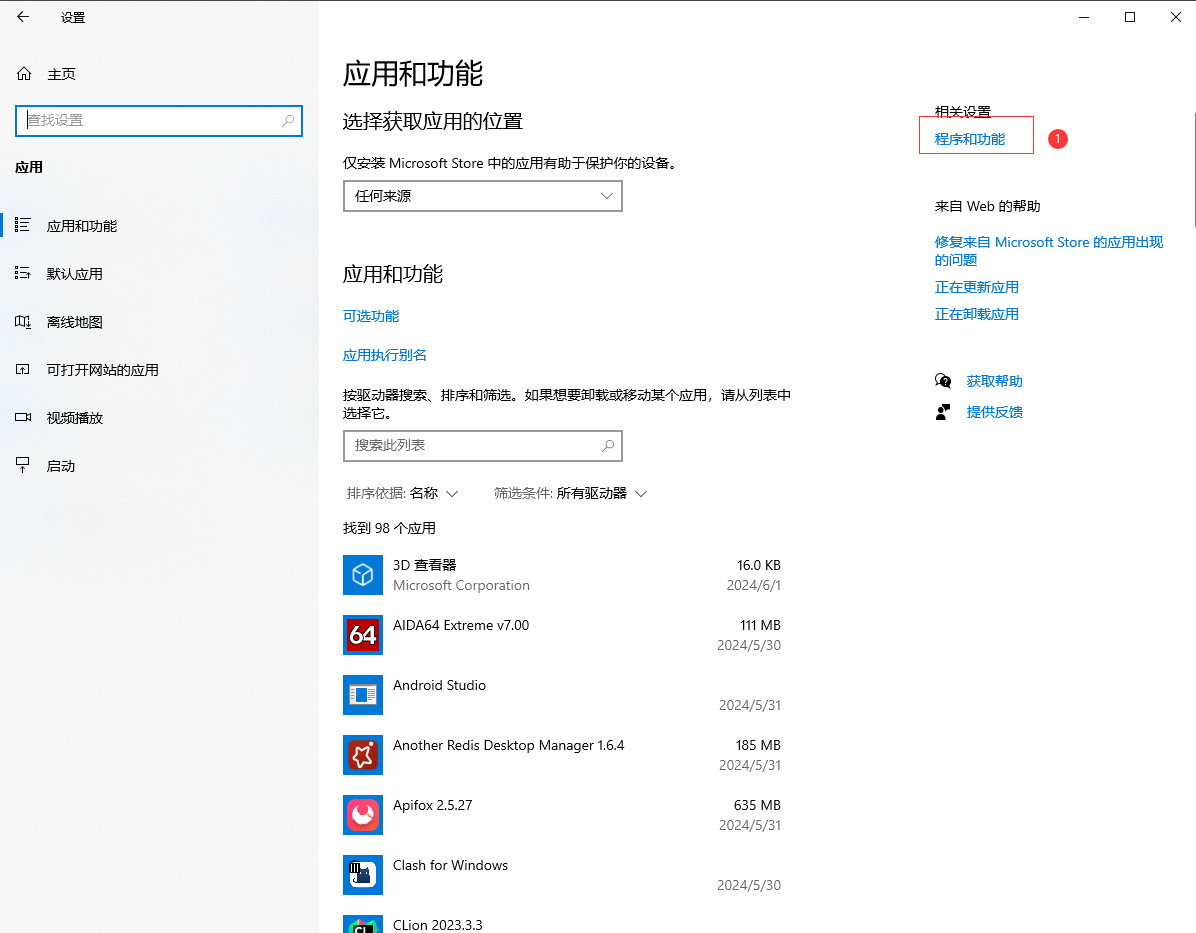 设置
主页
查找设置
应用
应用和功能
默认应用
离线地图
可打开网站的应用
视频播放
启动
应用和功能
选择获取应用的位置
仅安装 Microsoft Store 中的应用有助于保护你的设备。
任何来源
应用和功能
可选功能
应用执行别名
按驱动器搜索、排序和筛选。如果想要卸载或移动某个应用，请从列表中
选择它。
搜索此列表
排序依据: 名称 筛选条件: 所有驱动器
找到 98 个应用
3D 查看器 16.0 KB
Microsoft Corporation 2024/6/1
64
AIDA64 Extreme v7.00 111 MB
2024/5/30
Android Studio
2024/5/31
Another Redis Desktop Manager 1.6.4 185 MB
2024/5/31
Apifox 2.5.27 635 MB
2024/5/31
Clash for Windows
2024/5/30
CL
CLion 2023.3.3
相关设置
程序和功能 1
来自 Web 的帮助
修复来自 Microsoft Store 的应用出现
的问题
正在更新应用
正在卸载应用
获取帮助
提供反馈